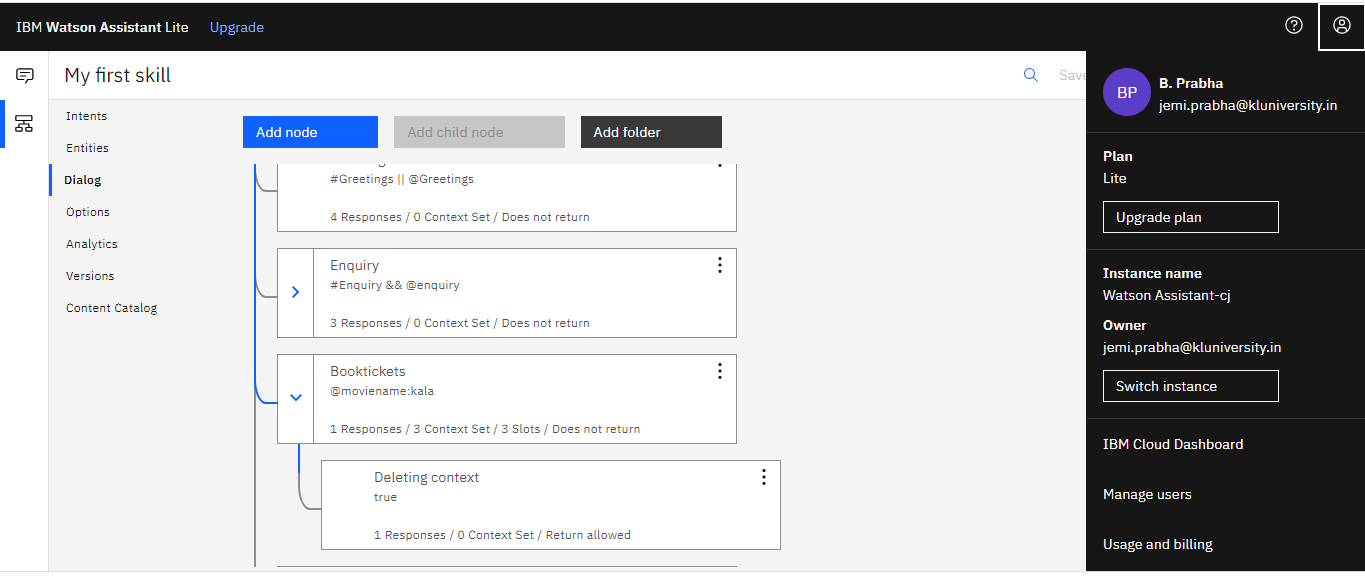 IBM Watson Assistant Lite Upgrade
My first skill
Save
Intents
Entities
Dialog
Options
Analytics
Versions
Content Catalog
Add node Add child node Add folder
#Greetings || @Greetings
4 Responses / 0 Context Set / Does not return
Enquiry
#Enquiry && @enquiry
3 Responses / 0 Context Set / Does not return
Booktickets
@moviename:kala
1 Responses / 3 Context Set / 3 Slots / Does not return
Deleting context
true
1 Responses / 0 Context Set / Return allowed
BP
B. Prabha
jemi.prabha@kluniversity.in
Plan
Lite
Upgrade plan
Instance name
Watson Assistant-cj
Owner
jemi.prabha@kluniversity.in
Switch instance
IBM Cloud Dashboard
Manage users
Usage and billing